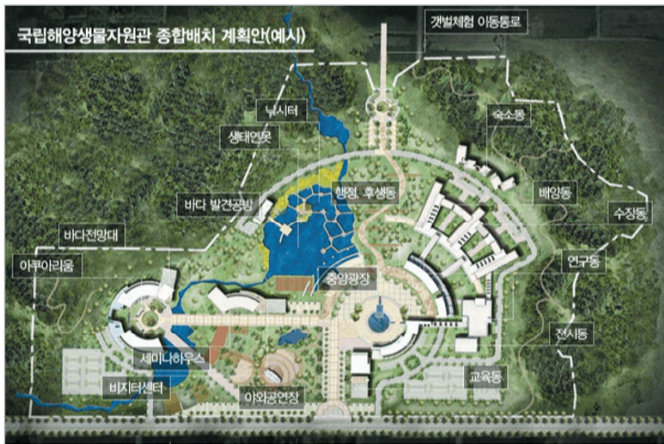 국립해양생물자원관 종합배치 계획안(예시)
갯벌체험 이동통로
낚시터
숙소동
생태연못
행정, 후생동
배양동
바다 발견공방
수장동
바다전망대
아쿠아리움
중앙광장
연구동
전시동
세미나하우스
비지터센터
야외공연장
교육동